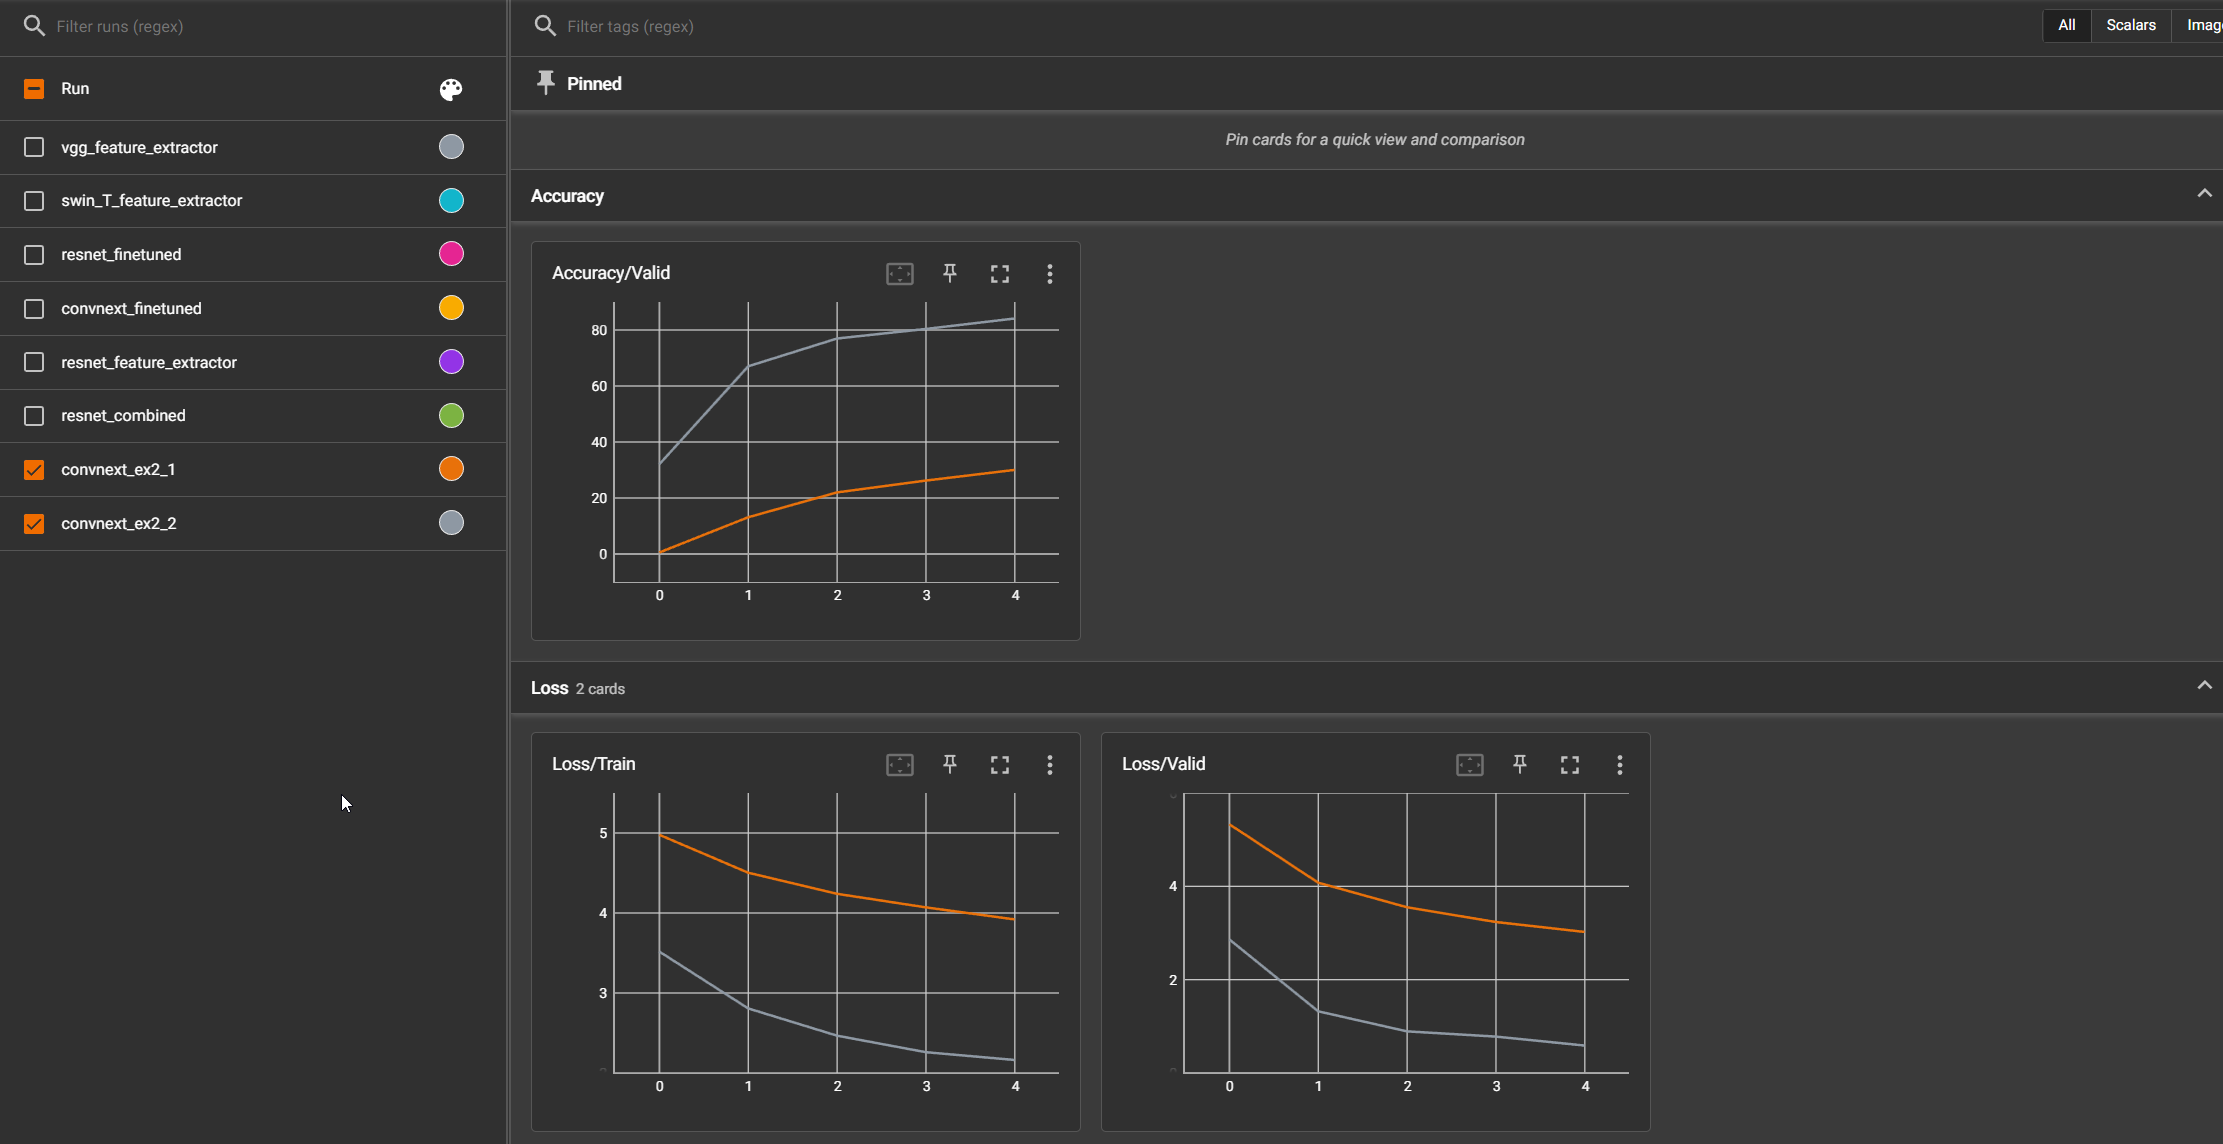 Filter runs (regex)
Run
vgg_feature_extractor
swin_T_feature_extractor
resnet_finetuned
convnext_finetuned
resnet_feature_extractor
resnet_combined
convnext_ex2_1
convnext_ex2_2
Filter tags (regex)
All Scalars Imag
Pinned
Pin cards for a quick view and comparison
Accuracy
Accuracy/Valid
80
60
40
20
0
0 1 2 3 4
Loss 2 cards
Loss/Train
5
4
3
0 1 2 3 4
Loss/Valid
4
2
0 1 2 3 4